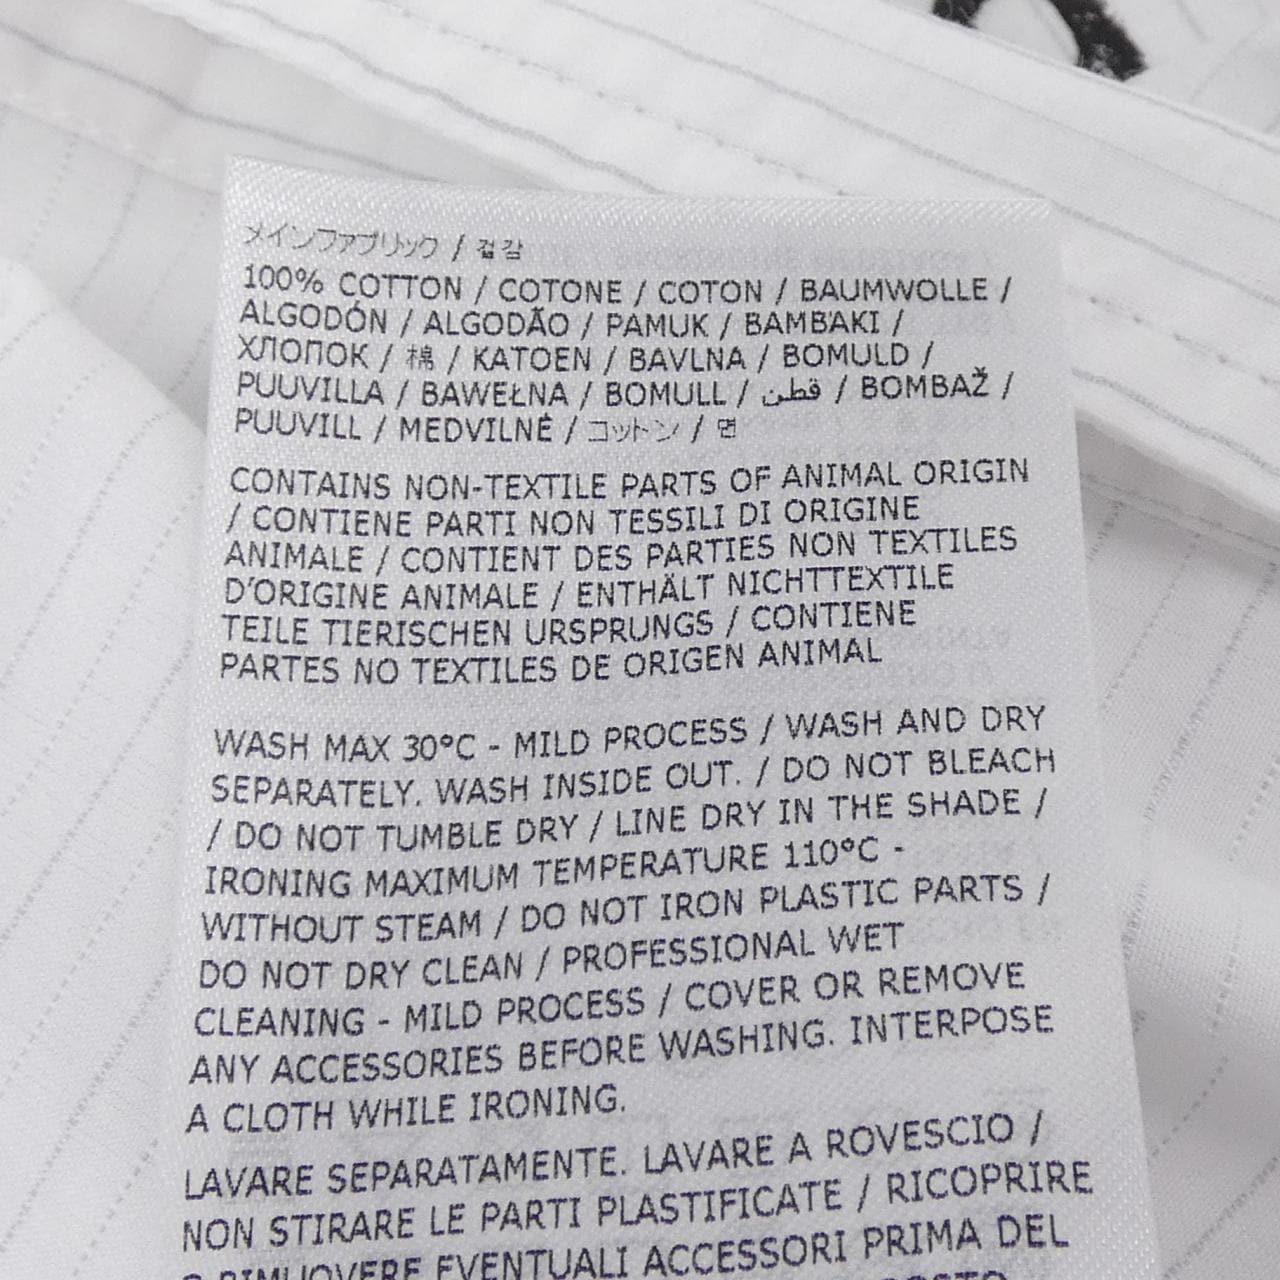 メインファブリック / 겉감
100% COTTON / COTONE / COTON / BAUMWOLLE /
ALGODÓN / ALGODÃO / PAMUK / BAMBAKI /
ХЛОПОК / 棉 / KATOEN / BAVLNA / BOMULD /
PUUVILLA / BAWEŁNA / BOMULL / قطن / BOMBAŽ /
PUUVILL / MEDVILNĖ / コットン / 면
CONTAINS NON-TEXTILE PARTS OF ANIMAL ORIGIN
/ CONTIENE PARTI NON TESSILI DI ORIGINE
ANIMALE / CONTIENT DES PARTIES NON TEXTILES
D'ORIGINE ANIMALE / ENTHÄLT NICHTTEXTILE
TEILE TIERISCHEN URSPRUNGS / CONTIENE
PARTES NO TEXTILES DE ORIGEN ANIMAL
WASH MAX 30°C - MILD PROCESS / WASH AND DRY
SEPARATELY. WASH INSIDE OUT. / DO NOT BLEACH
/ DO NOT TUMBLE DRY / LINE DRY IN THE SHADE /
IRONING MAXIMUM TEMPERATURE 110°C -
WITHOUT STEAM / DO NOT IRON PLASTIC PARTS /
DO NOT DRY CLEAN / PROFESSIONAL WET
CLEANING - MILD PROCESS / COVER OR REMOVE
ANY ACCESSORIES BEFORE WASHING. INTERPOSE
A CLOTH WHILE IRONING.
LAVARE SEPARATAMENTE. LAVARE A ROVESCIO /
NON STIRARE LE PARTI PLASTIFICATE / RICOPRIRE
O RIMUOVERE EVENTUALI ACCESSORI PRIMA DEL